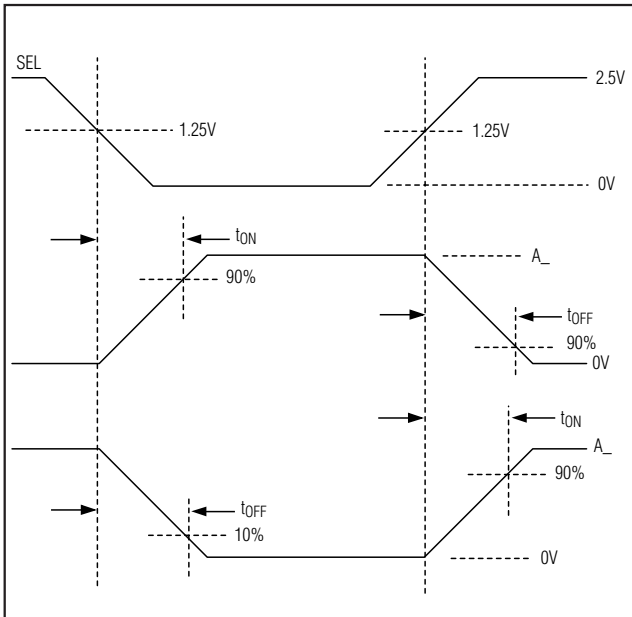 SEL
2.5V
1.25V
1.25V
0V
tON
A_
90%
tOFF
90%
0V
tON
A_
90%
tOFF
10%
0V